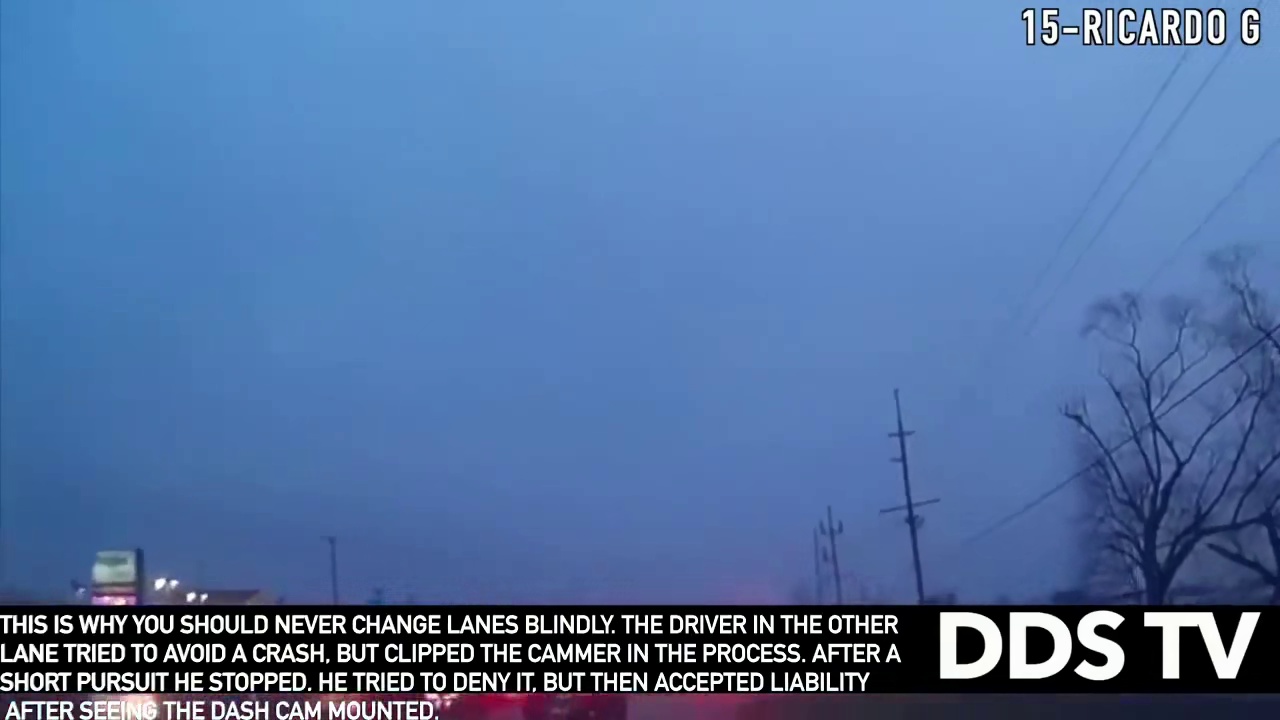 15-RICARDO G
THIS IS WHY YOU SHOULD NEVER CHANGE LANES BLINDLY. THE DRIVER IN THE OTHER
LANE TRIED TO AVOID A CRASH, BUT CLIPPED THE CAMMER IN THE PROCESS. AFTER A
SHORT PURSUIT HE STOPPED. HE TRIED TO DENY IT, BUT THEN ACCEPTED LIABILITY
AFTER SEEING THE DASH CAM MOUNTED.
DDS TV